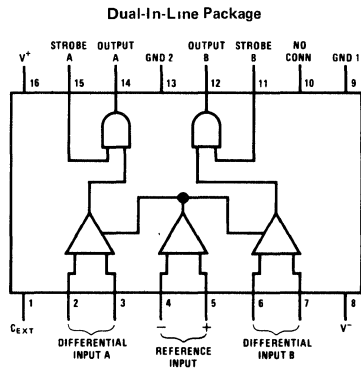 Dual-In-Line Package
STROBE OUTPUT OUTPUT STROBE NO
V+ A A GND 2 B B CONN GND 1
16 15 14 13 12 11 10 9
1 2 3 4 5 6 7 8
CEXT − + V−
DIFFERENTIAL REFERENCE DIFFERENTIAL
INPUT A INPUT INPUT B